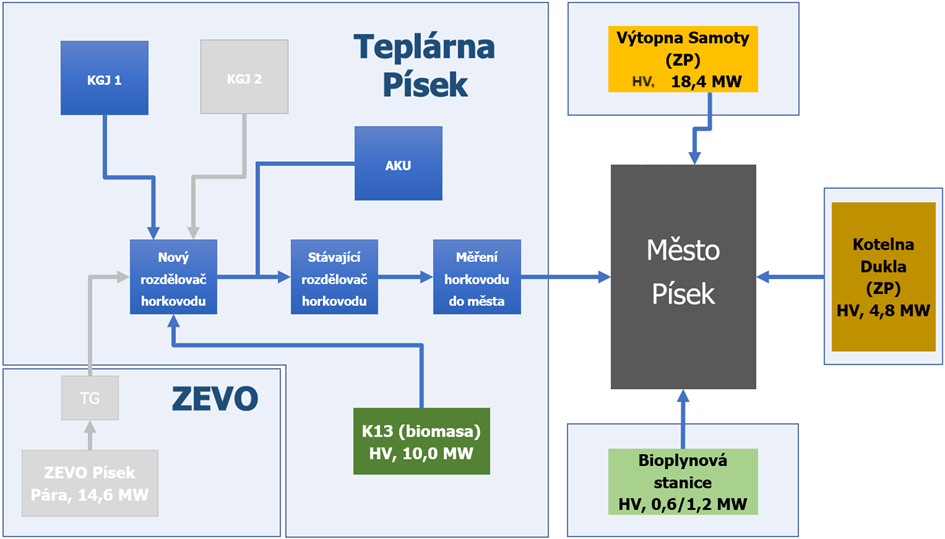 Teplárna
Písek
KGJ 1
KGJ 2
AKU
Nový
rozdělovač
horkovodu
Stávající
rozdělovač
horkovodu
Měření
horkovodu
do města
K13 (biomasa)
HV, 10,0 MW
ZEVO
TG
ZEVO Písek
Pára, 14,6 MW
Výtopna Samoty
(ZP)
HV, 18,4 MW
Město
Písek
Kotelna
Dukla
(ZP)
HV, 4,8 MW
Bioplynová
stanice
HV, 0,6/1,2 MW